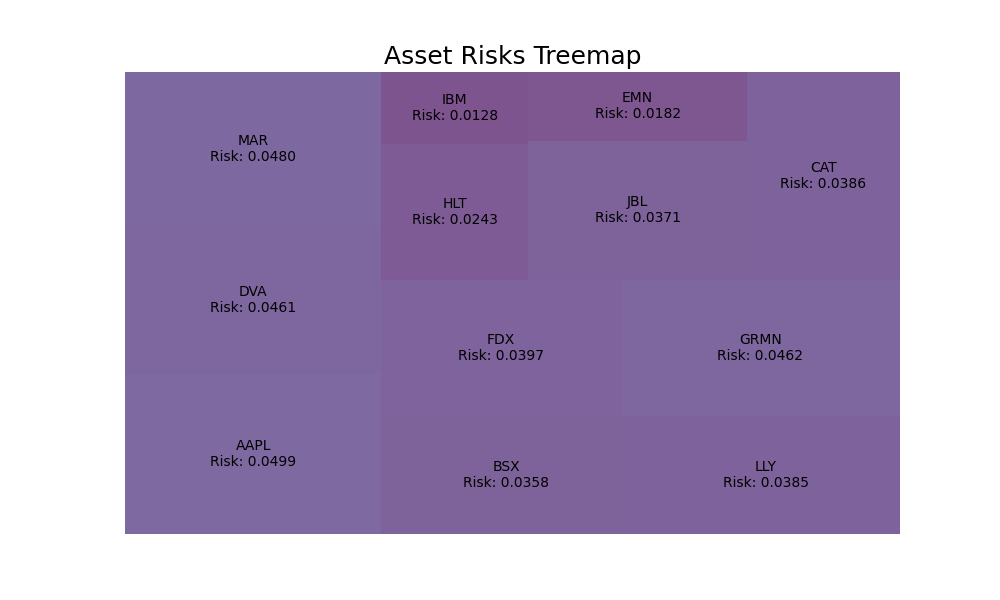 Asset Risks Treemap
MAR
Risk: 0.0480
IBM
Risk: 0.0128
EMN
Risk: 0.0182
CAT
Risk: 0.0386
HLT
Risk: 0.0243
JBL
Risk: 0.0371
DVA
Risk: 0.0461
FDX
Risk: 0.0397
GRMN
Risk: 0.0462
AAPL
Risk: 0.0499
BSX
Risk: 0.0358
LLY
Risk: 0.0385